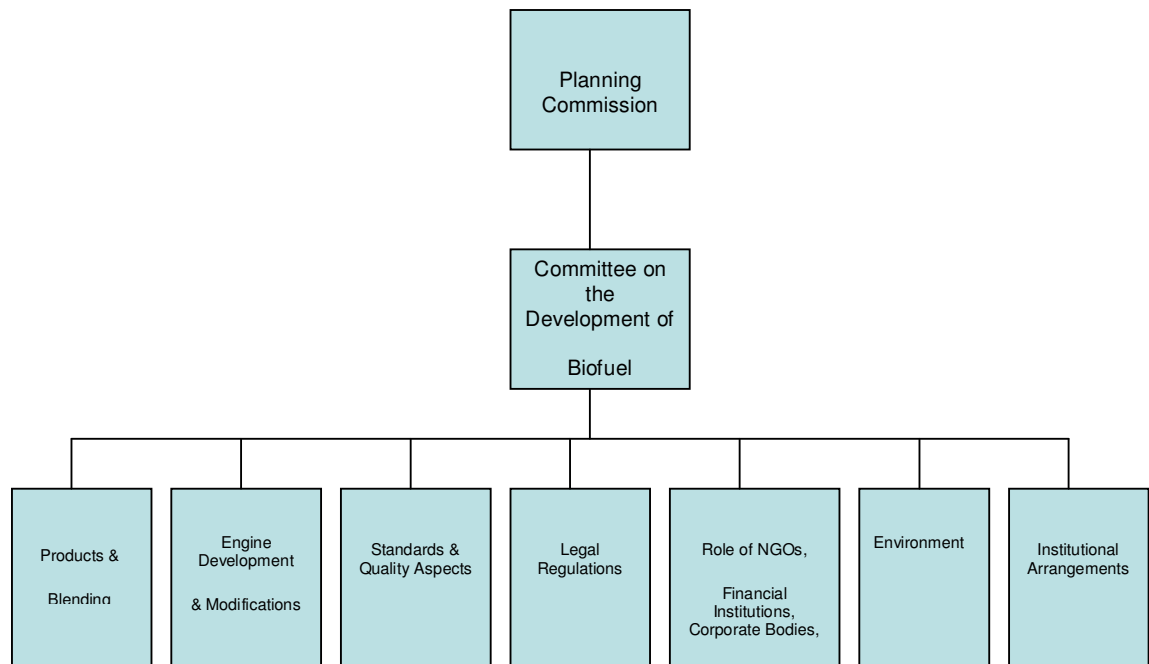 Planning
Commission
Committee on
the
Development of
Biofuel
Products &
Blending
Engine
Development
& Modifications
Standards &
Quality Aspects
Legal
Regulations
Role of NGOs,
Financial
Institutions,
Corporate Bodies,
Environment
Institutional
Arrangements